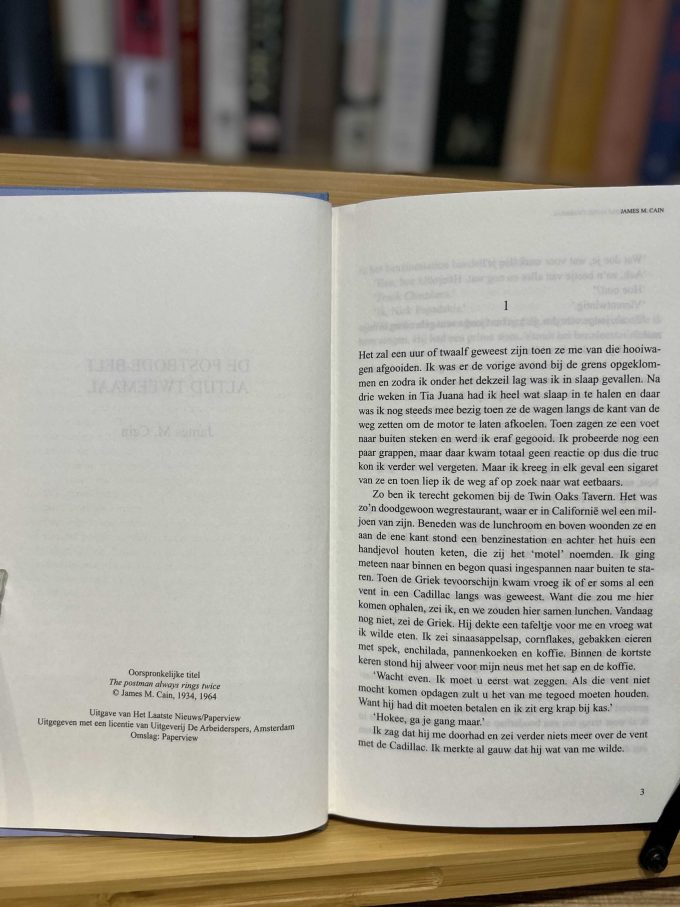 DE POSTBODE BELT
ALTIJD TWEEMAAL
James M. Cain
Oorspronkelijke titel
The postman always rings twice
© James M. Cain, 1934, 1964
Uitgave van Het Laatste Nieuws/Paperview
Uitgegeven met een licentie van Uitgeverij De Arbeiderspers, Amsterdam
Omslag: Paperview
JAMES M. CAIN
1
Het zal een uur of twaalf geweest zijn toen ze me van die hooiwa-
gen afgooiden. Ik was er de vorige avond bij de grens opgeklom-
men en zodra ik onder het dekzeil lag was ik in slaap gevallen. Na
drie weken in Tia Juana had ik heel wat slaap in te halen en daar
was ik nog steeds mee bezig toen ze de wagen langs de kant van de
weg zetten om de motor te laten afkoelen. Toen zagen ze een voet
naar buiten steken en werd ik eraf gegooid. Ik probeerde nog een
paar grappen, maar daar kwam totaal geen reactie op dus die truc
kon ik verder wel vergeten. Maar ik kreeg in elk geval een sigaret
van ze en toen liep ik de weg af op zoek naar wat eetbaars.
Zo ben ik terecht gekomen bij de Twin Oaks Tavern. Het was
zo’n doodgewoon wegrestaurant, waar er in Californië wel een mil-
joen van zijn. Beneden was de lunchroom en boven woonden ze en
aan de ene kant stond een benzinestation en achter het huis een
handjevol houten keten, die zij het ‘motel’ noemden. Ik ging
meteen naar binnen en begon quasi ingespannen naar buiten te sta-
ren. Toen de Griek tevoorschijn kwam vroeg ik of er soms al een
vent in een Cadillac langs was geweest. Want die zou me hier
komen ophalen, zei ik, en we zouden hier samen lunchen. Vandaag
nog niet, zei de Griek. Hij dekte een tafeltje voor me en vroeg wat
ik wilde eten. Ik zei sinaasappelsap, cornflakes, gebakken eieren
met spek, enchilada, pannenkoeken en koffie. Binnen de kortste
keren stond hij alweer voor mijn neus met het sap en de koffie.
‘Wacht even. Ik moet u eerst wat zeggen. Als die vent niet
mocht komen opdagen zult u het van me tegoed moeten houden.
Want hij had dit moeten betalen en ik zit erg krap bij kas.’
‘Hokee, ga je gang maar.’
Ik zag dat hij me doorhad en zei verder niets meer over de vent
met de Cadillac. Ik merkte al gauw dat hij wat van me wilde.
3